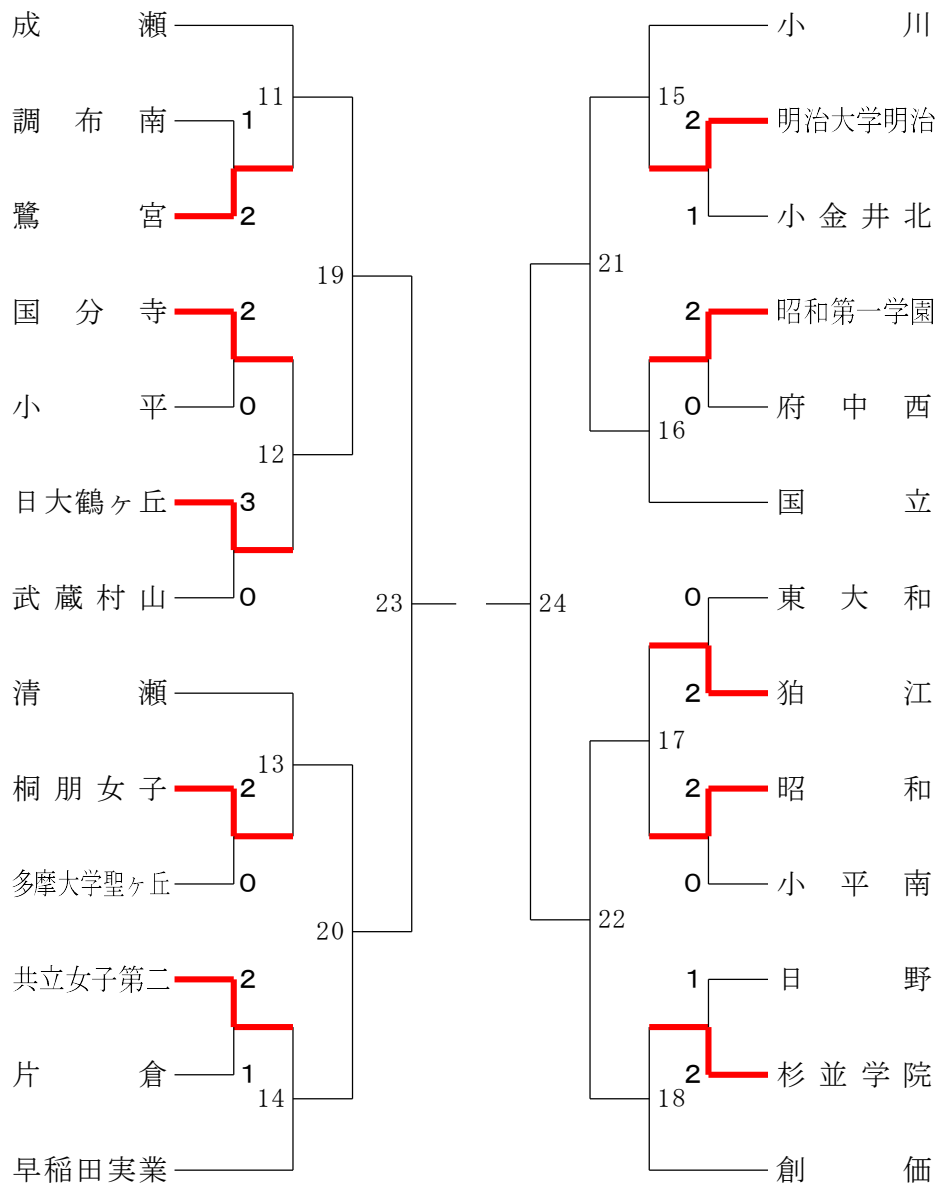 成瀬
11
調布南 1
鷺宮 2
19
国分寺 2
小平 0
12
日大鶴ヶ丘 3
武蔵村山 0
23
清瀬
13
桐朋女子 2
多摩大学聖ヶ丘 0
20
共立女子第二 2
片倉 1
14
早稲田実業
小川
15
2 明治大学明治
1 小金井北
21
2 昭和第一学園
0 府中西
16
国立
0 東大和
24
2 狛江
17
2 昭和
0 小平南
22
1 日野
2 杉並学院
18
創価